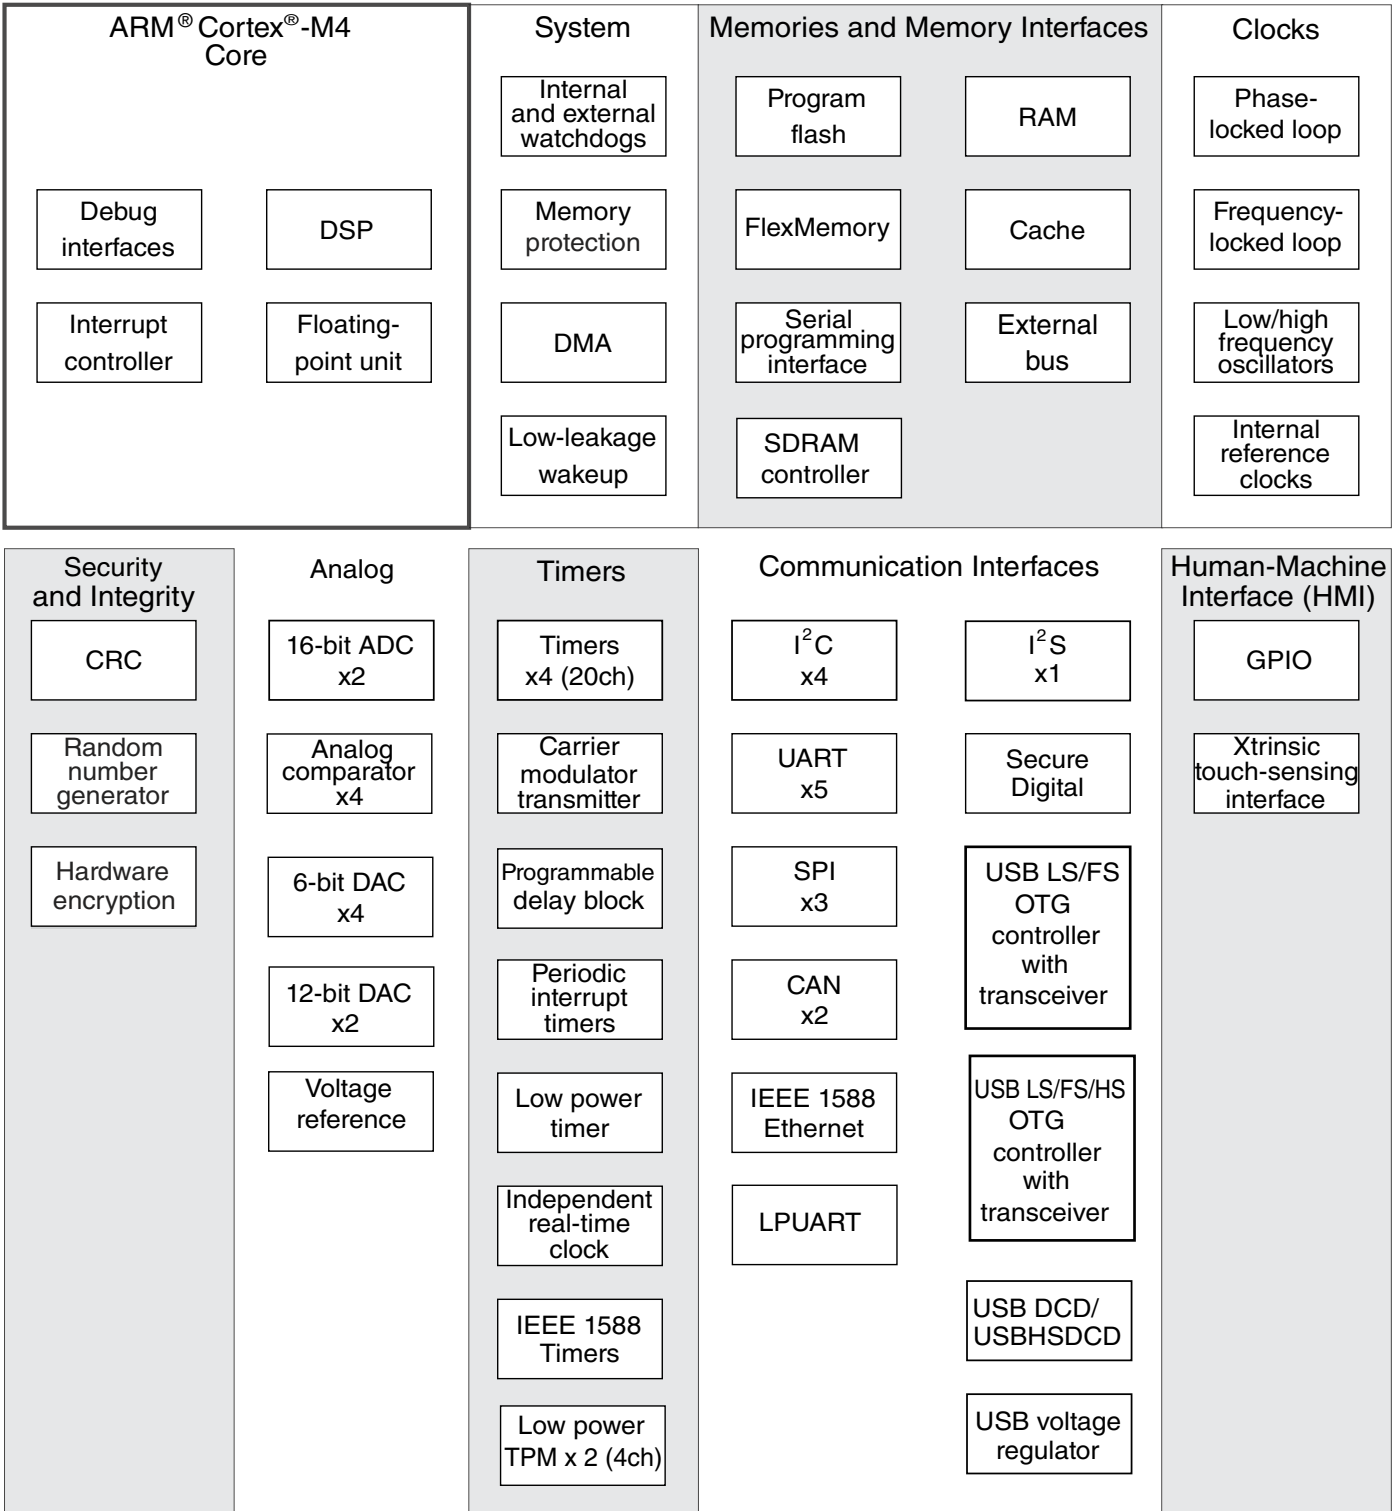 ARM® Cortex®-M4
Core
Debug
interfaces
DSP
Interrupt
controller
Floating-
point unit
System
Internal
and external
watchdogs
Memory
protection
DMA
Low-leakage
wakeup
Memories and Memory Interfaces
Program
flash
RAM
FlexMemory
Cache
Serial
programming
interface
External
bus
SDRAM
controller
Clocks
Phase-
locked loop
Frequency-
locked loop
Low/high
frequency
oscillators
Internal
reference
clocks
Security
and Integrity
CRC
Random
number
generator
Hardware
encryption
Analog
16-bit ADC
x2
Analog
comparator
x4
6-bit DAC
x4
12-bit DAC
x2
Voltage
reference
Timers
Timers
x4 (20ch)
Carrier
modulator
transmitter
Programmable
delay block
Periodic
interrupt
timers
Low power
timer
Independent
real-time
clock
IEEE 1588
Timers
Low power
TPM x 2 (4ch)
Communication Interfaces
I²C
x4
UART
x5
SPI
x3
CAN
x2
IEEE 1588
Ethernet
LPUART
I²S
x1
Secure
Digital
USB LS/FS
OTG
controller
with
transceiver
USB LS/FS/HS
OTG
controller
with
transceiver
USB DCD/
USBHSDCD
USB voltage
regulator
Human-Machine
Interface (HMI)
GPIO
Xtrinsic
touch-sensing
interface